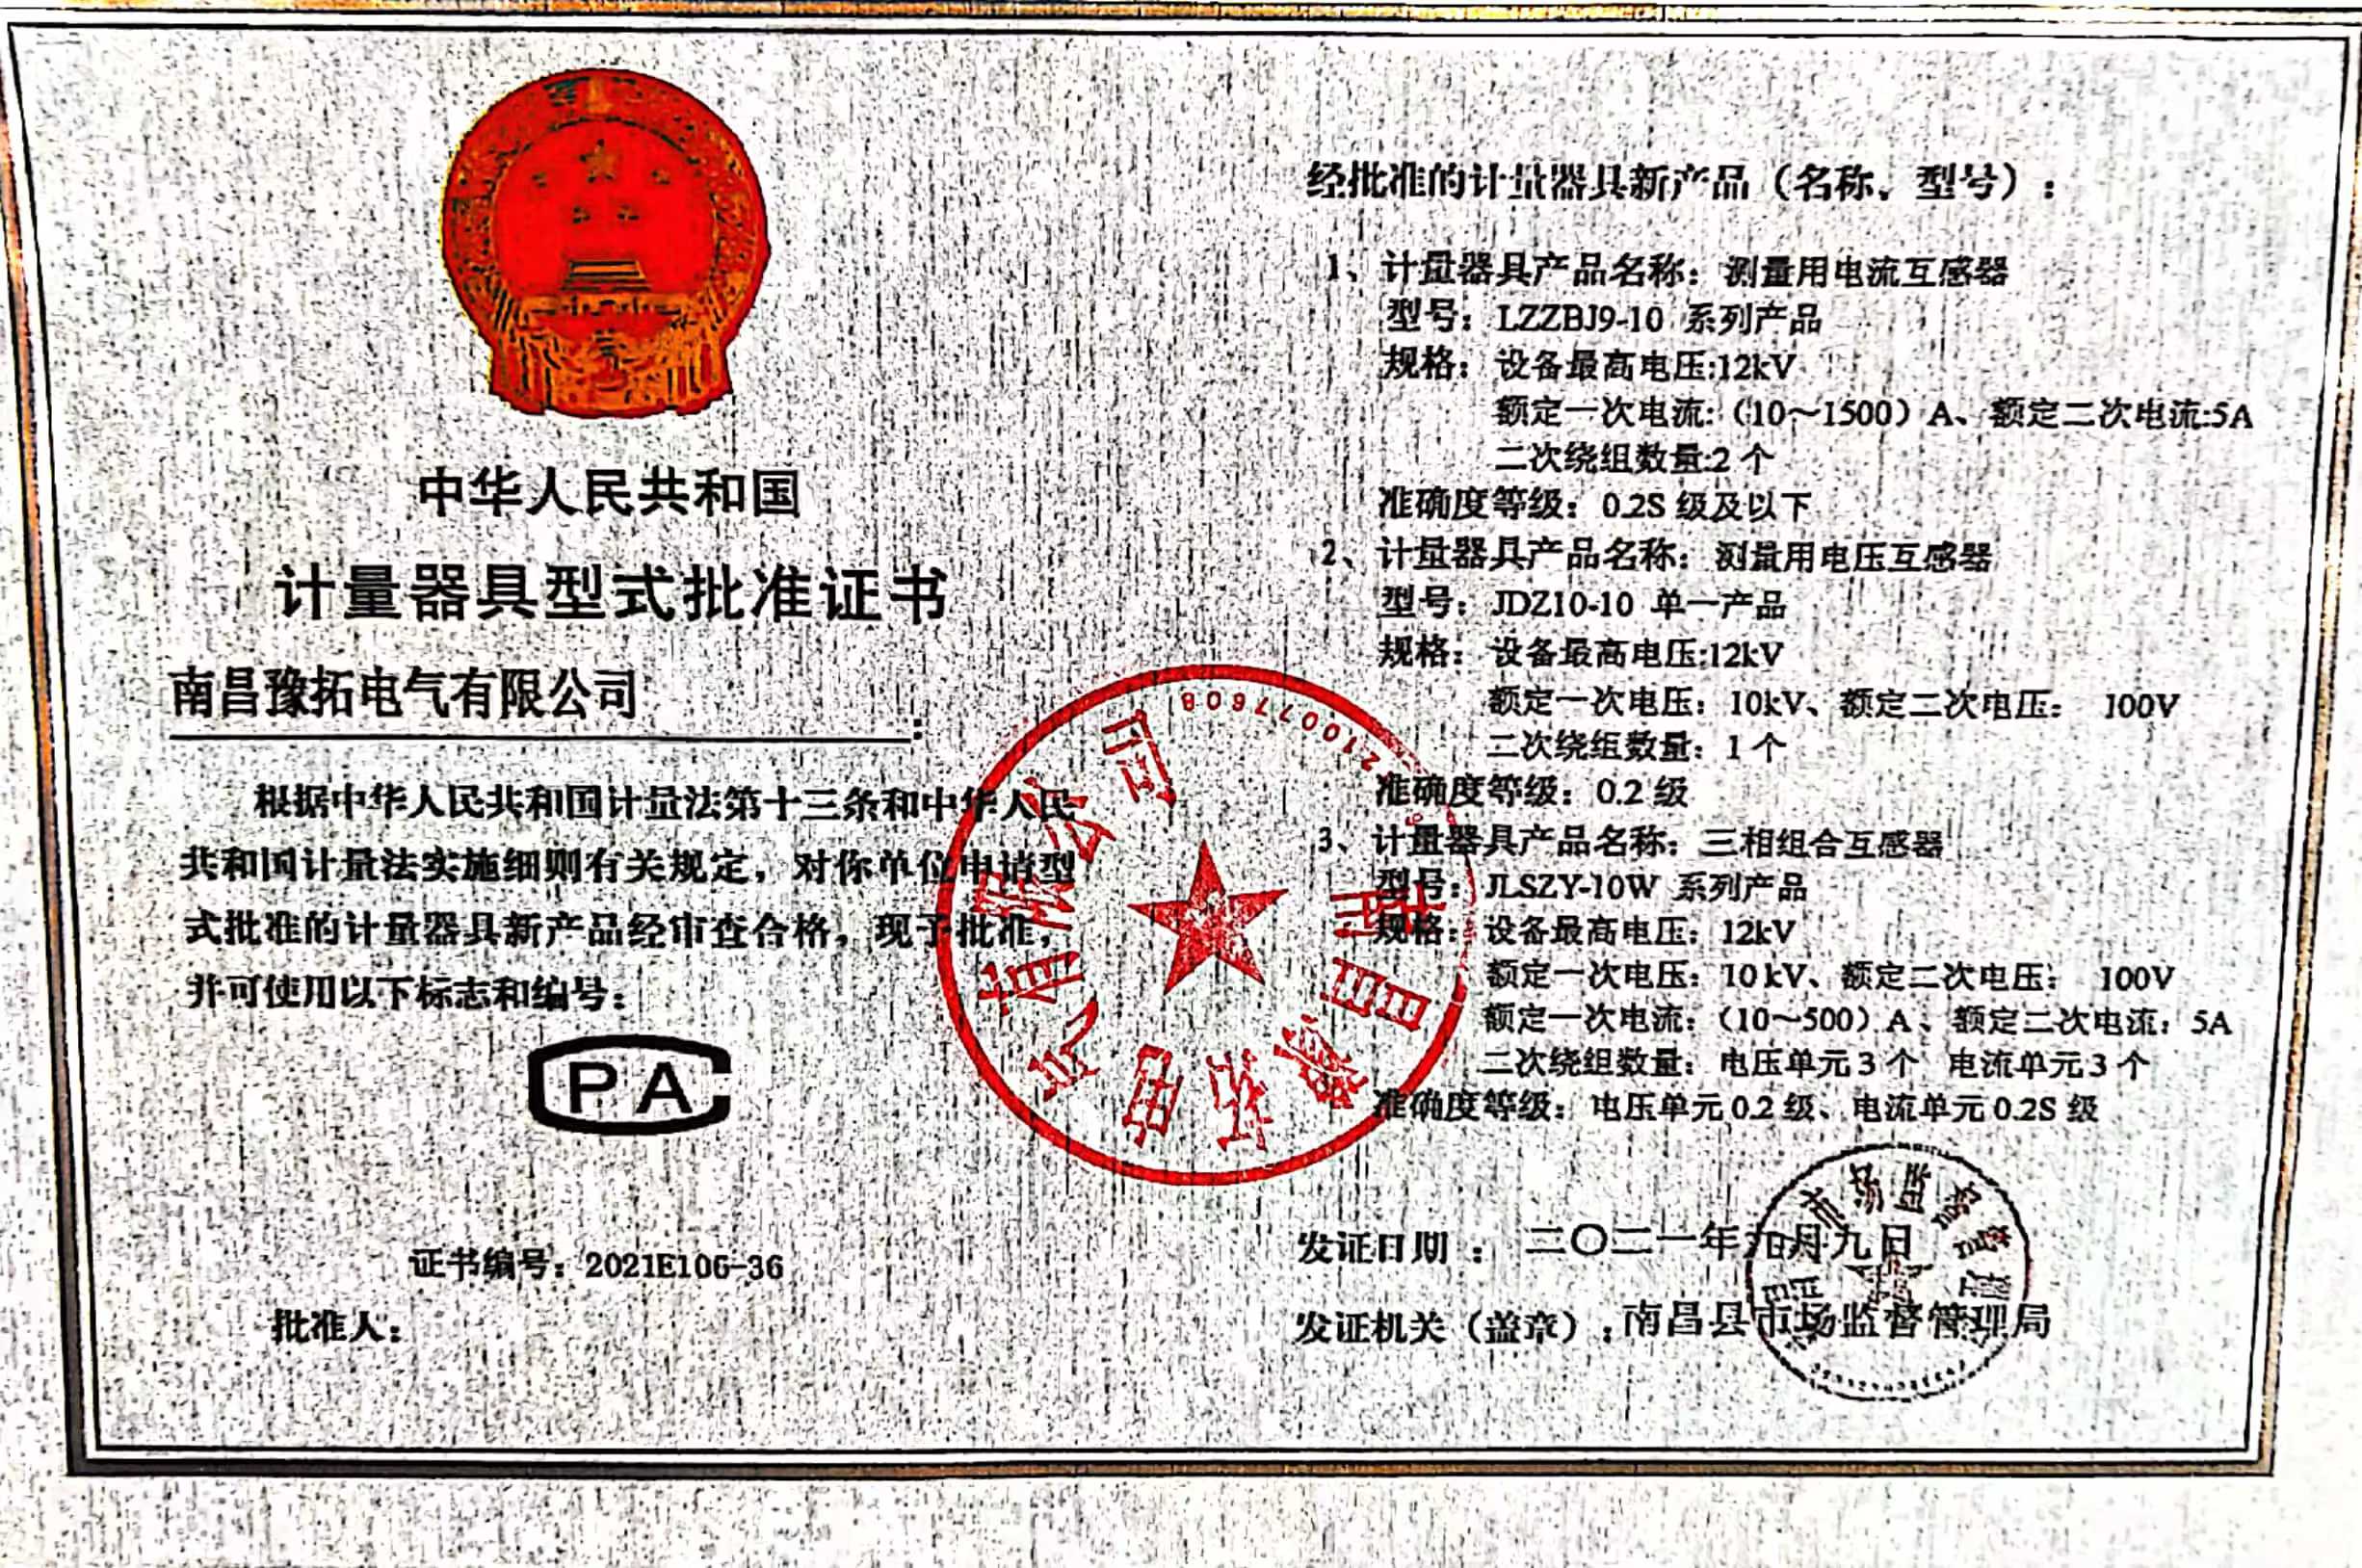 中华人民共和国
计量器具型式批准证书
南昌豫拓电气有限公司：
根据中华人民共和国计量法第十三条和中华人民
共和国计量法实施细则有关规定，对你单位申请型
式批准的计量器具新产品经审查合格，现予批准，
并可使用以下标志和编号：
CPA
证书编号：2021E106-36
批准人：
经批准的计量器具新产品（名称、型号）：
1、计量器具产品名称：测量用电流互感器
型号：LZZBJ9-10 系列产品
规格：设备最高电压:12kV
额定一次电流:（10～1500）A、额定二次电流:5A
二次绕组数量:2 个
准确度等级：0.2S 级及以下
2、计量器具产品名称：测量用电压互感器
型号：JDZ10-10 单一产品
规格：设备最高电压:12kV
额定一次电压：10kV、额定二次电压： 100V
二次绕组数量：1 个
准确度等级：0.2 级
3、计量器具产品名称：三相组合互感器
型号：JLSZY-10W 系列产品
规格：设备最高电压：12kV
额定一次电压：10 kV、额定二次电压： 100V
额定一次电流：（10～500）A、额定二次电流：5A
二次绕组数量：电压单元 3 个 电流单元 3 个
准确度等级：电压单元 0.2 级、电流单元 0.2S 级
发证日期 ： 二〇二一年 月九日
发证机关（盖章）：南昌县市场监督管理局
南昌豫拓电气有限公司
市场监督管理